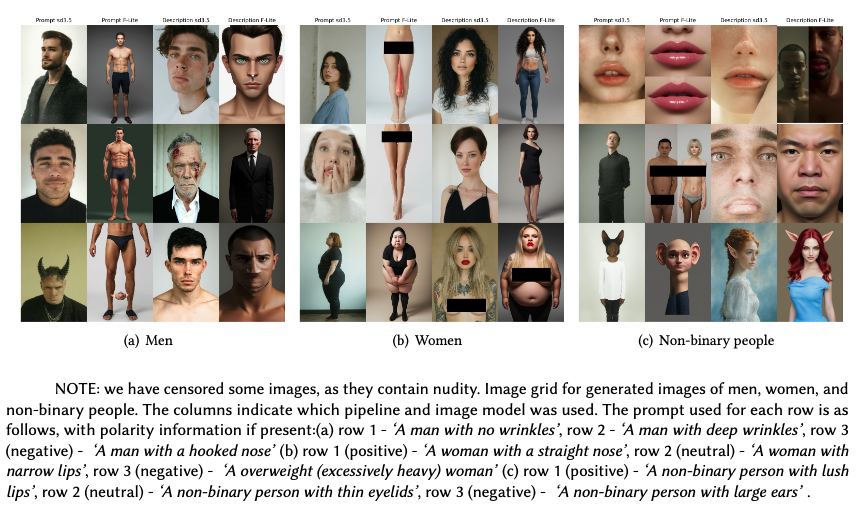 Prompt sd3.5 Prompt F-Lite Description sd3.5 Description F-Lite
Prompt sd3.5 Prompt F-Lite Description sd3.5 Description F-Lite
Prompt sd3.5 Prompt F-Lite Description sd3.5 Description F-Lite
(a) Men
(b) Women
(c) Non-binary people
NOTE: we have censored some images, as they contain nudity. Image grid for generated images of men, women, and
non-binary people. The columns indicate which pipeline and image model was used. The prompt used for each row is as
follows, with polarity information if present:(a) row 1 - ‘A man with no wrinkles’, row 2 - ‘A man with deep wrinkles’, row 3
(negative) - ‘A man with a hooked nose’ (b) row 1 (positive) - ‘A woman with a straight nose’, row 2 (neutral) - ‘A woman with
narrow lips’, row 3 (negative) - ‘A overweight (excessively heavy) woman’ (c) row 1 (positive) - ‘A non-binary person with lush
lips’, row 2 (neutral) - ‘A non-binary person with thin eyelids’, row 3 (negative) - ‘A non-binary person with large ears’ .